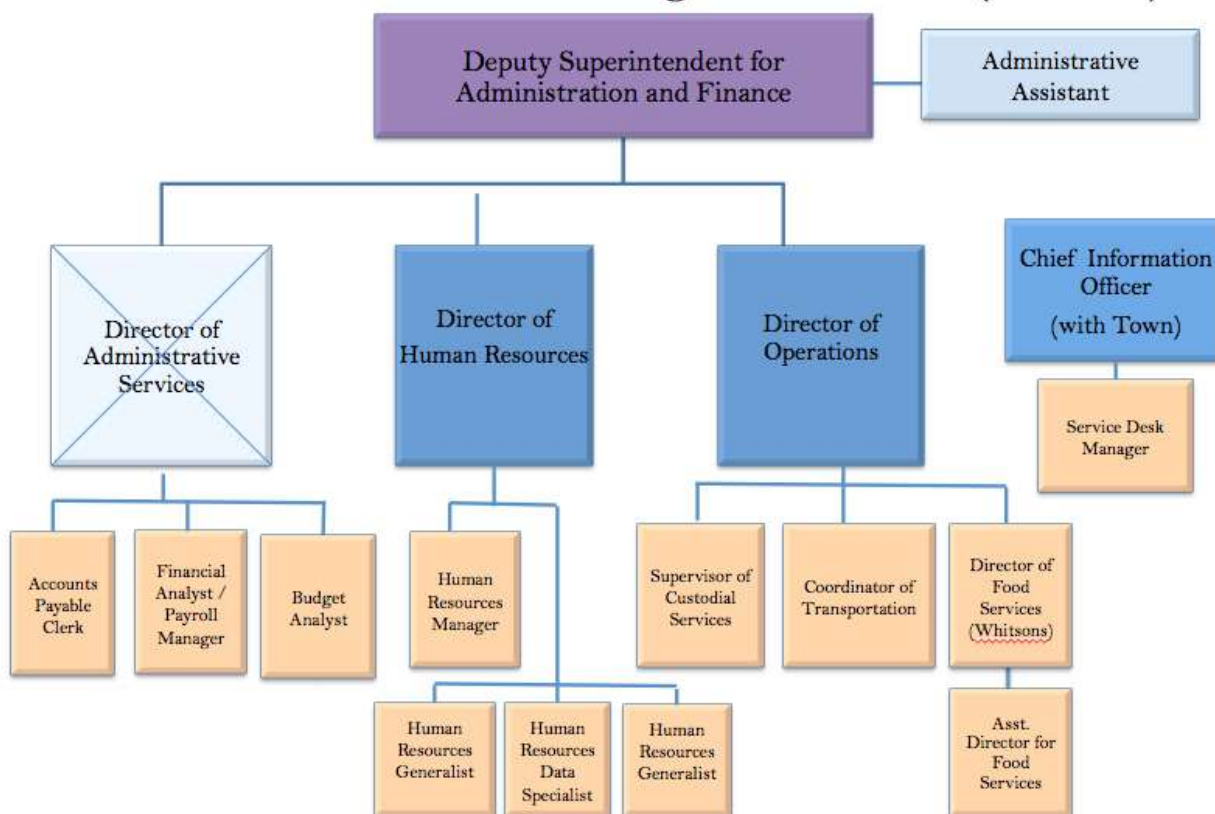 Deputy Superintendent for
Administration and Finance
Administrative
Assistant
Director of
Administrative
Services
Director of
Human Resources
Director of
Operations
Chief Information
Officer
(with Town)
Service Desk
Manager
Accounts
Payable
Clerk
Financial
Analyst /
Payroll
Manager
Budget
Analyst
Human
Resources
Manager
Supervisor of
Custodial
Services
Coordinator of
Transportation
Director of
Food
Services
(Whitsons)
Human
Resources
Generalist
Human
Resources
Data
Specialist
Human
Resources
Generalist
Asst.
Director for
Food
Services